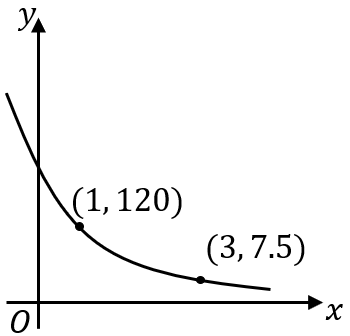 y
(1, 120)
(3, 7.5)
O
x